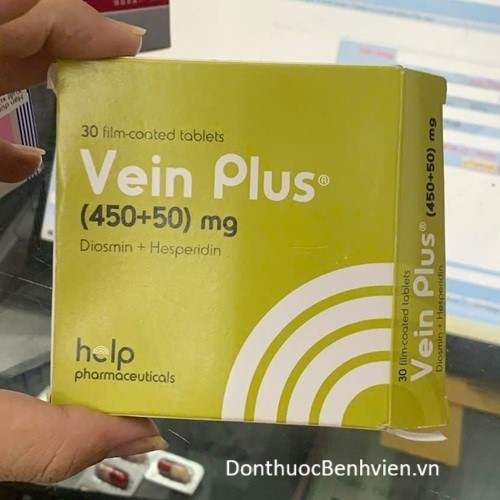 30 film-coated tablets
Vein Plus®
(450+50) mg
Diosmin + Hesperidin
help
pharmaceuticals
30 film-coated tablets
Vein Plus® (450+50) mg
Diosmin + Hesperidin
DonthuocBenhvien.vn